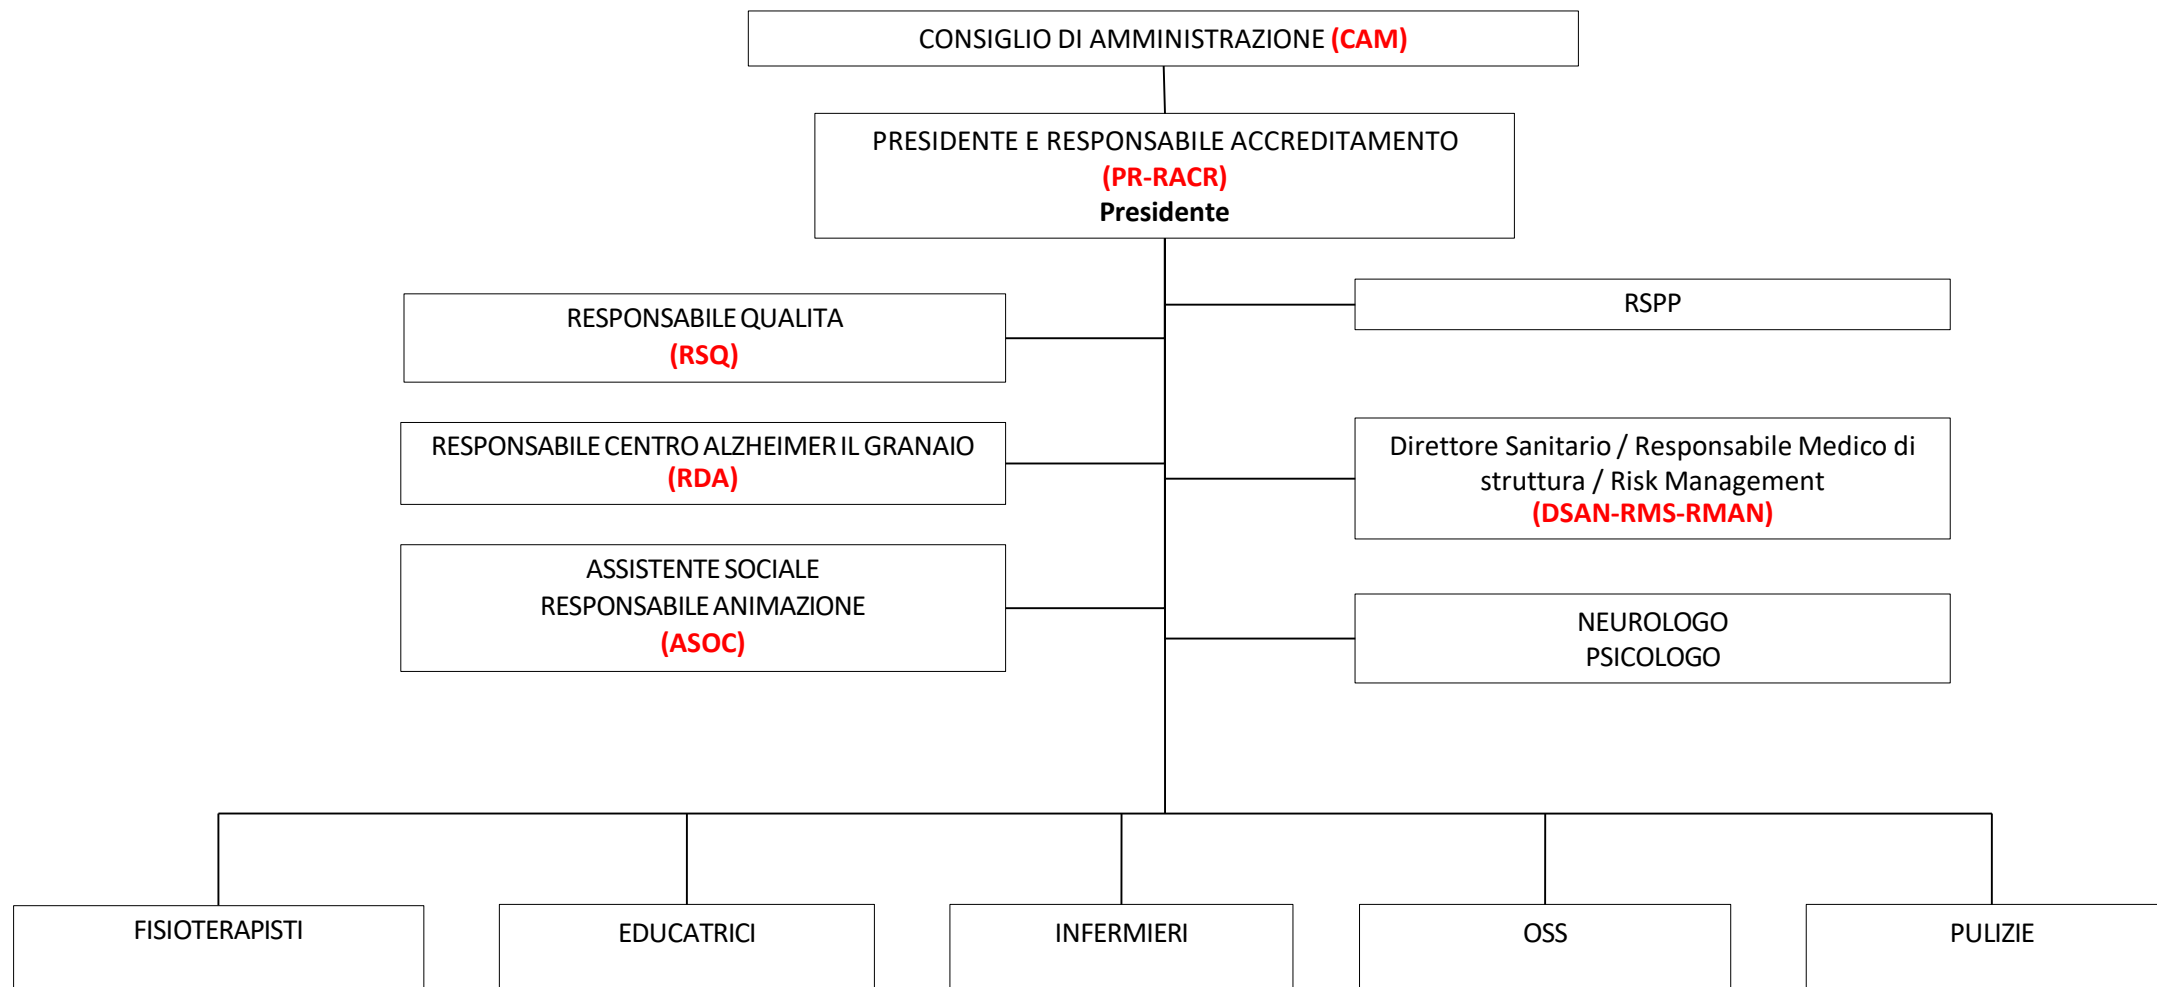 CONSIGLIO DI AMMINISTRAZIONE (CAM)
PRESIDENTE E RESPONSABILE ACCREDITAMENTO
(PR-RACR)
Presidente
RESPONSABILE QUALITA
(RSQ)
RSPP
RESPONSABILE CENTRO ALZHEIMER IL GRANAIO
(RDA)
Direttore Sanitario / Responsabile Medico di
struttura / Risk Management
(DSAN-RMS-RMAN)
ASSISTENTE SOCIALE
RESPONSABILE ANIMAZIONE
(ASOC)
NEUROLOGO
PSICOLOGO
FISIOTERAPISTI
EDUCATRICI
INFERMIERI
OSS
PULIZIE